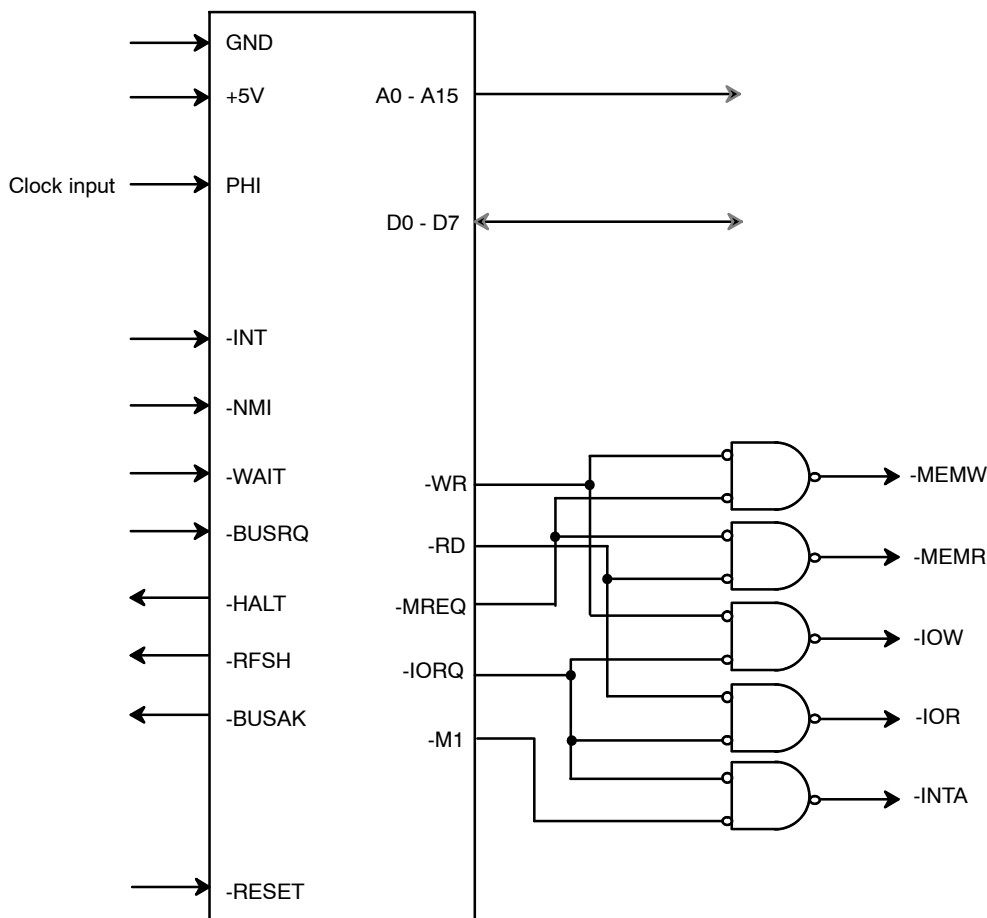 GND
+5V
A0 - A15
Clock input
PHI
D0 - D7
-INT
-NMI
-WAIT
-WR
-MEMW
-BUSRQ
-RD
-MEMR
-HALT
-MREQ
-IOW
-RFSH
-IORQ
-BUSAK
-IOR
-M1
-INTA
-RESET